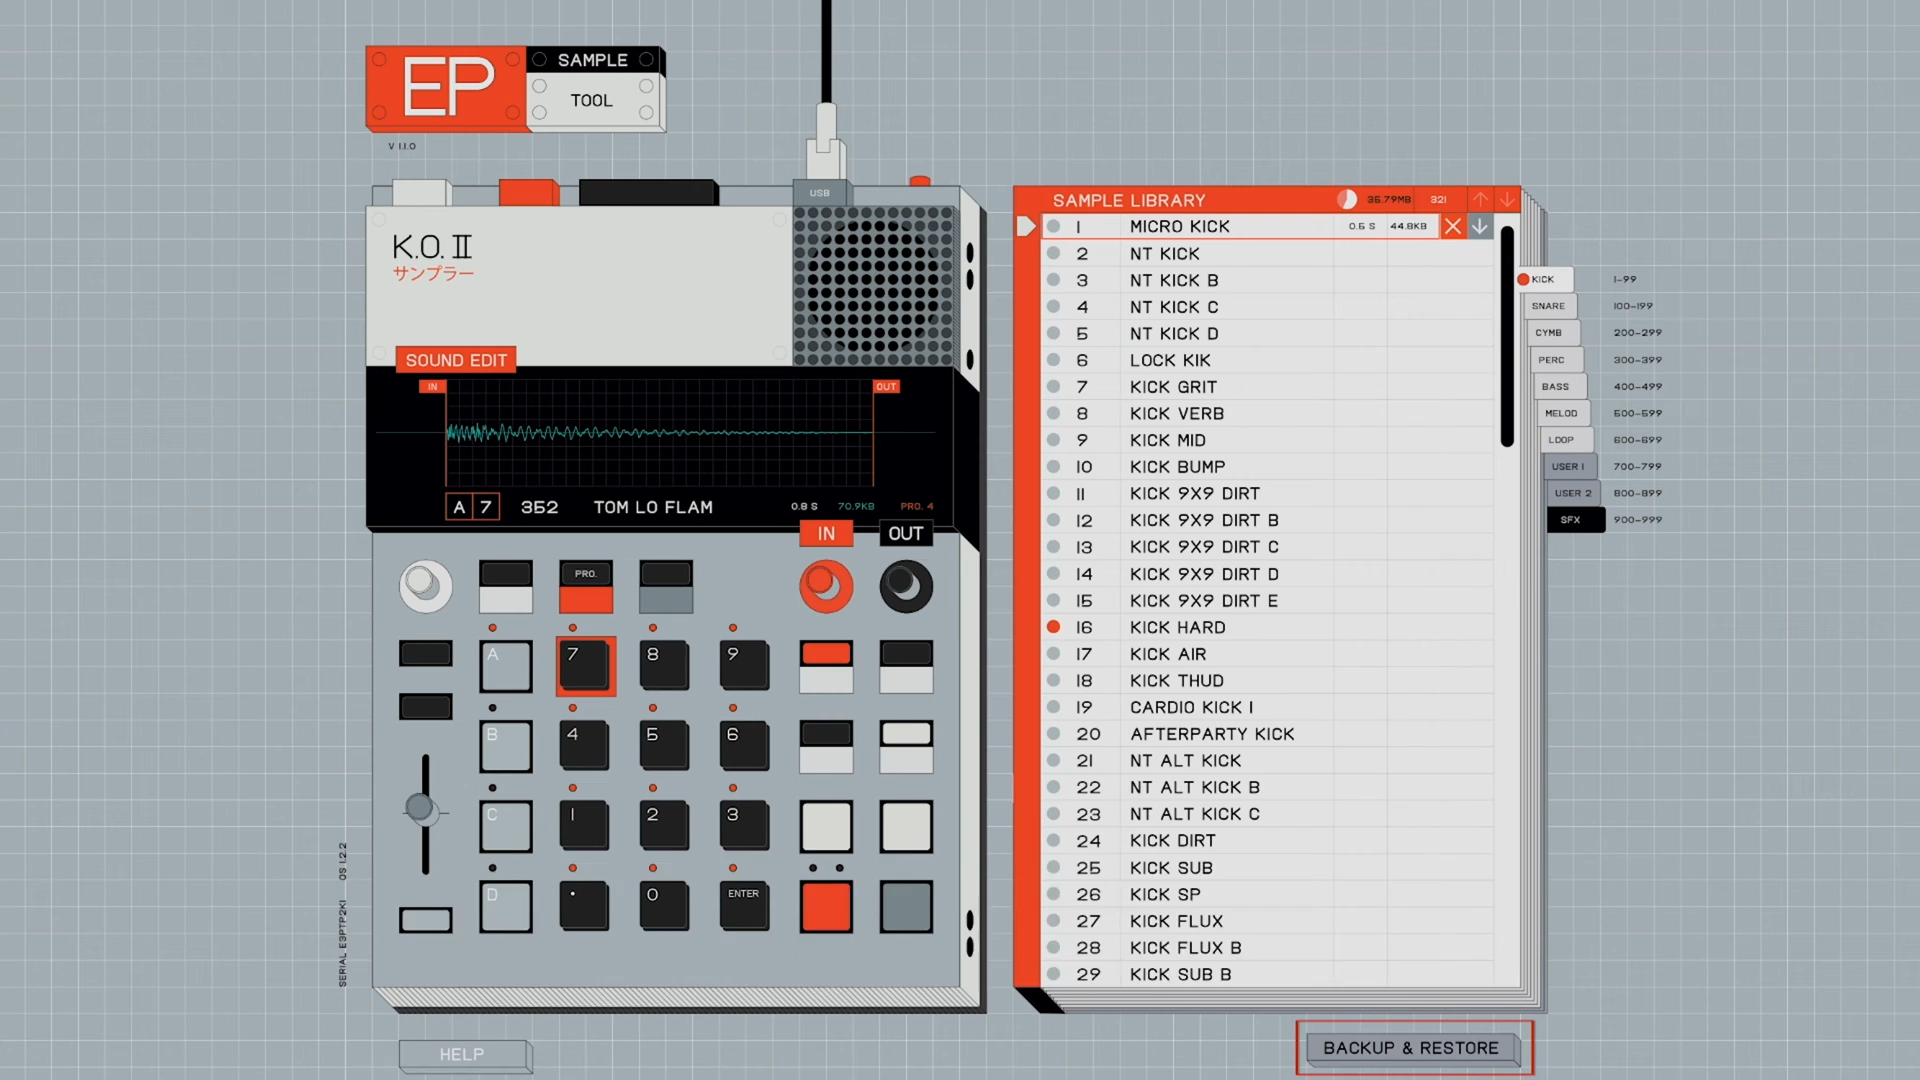 EP
SAMPLE
TOOL
V 1.1.0
USB
K.O. II
サンプラー
SOUND EDIT
IN
OUT
A 7 352 TOM LO FLAM 0.8 S 70.9KB PRO. 4
IN
OUT
PRO.
A 7 8 9
B 4 5 6
C 1 2 3
D • 0 ENTER
SERIAL E3PTP2K1 OS 1.2.2
HELP
SAMPLE LIBRARY 35.79MB 321
1 MICRO KICK 0.5 S 44.8KB
2 NT KICK
3 NT KICK B
4 NT KICK C
5 NT KICK D
6 LOCK KIK
7 KICK GRIT
8 KICK VERB
9 KICK MID
10 KICK BUMP
11 KICK 9X9 DIRT
12 KICK 9X9 DIRT B
13 KICK 9X9 DIRT C
14 KICK 9X9 DIRT D
15 KICK 9X9 DIRT E
16 KICK HARD
17 KICK AIR
18 KICK THUD
19 CARDIO KICK 1
20 AFTERPARTY KICK
21 NT ALT KICK
22 NT ALT KICK B
23 NT ALT KICK C
24 KICK DIRT
25 KICK SUB
26 KICK SP
27 KICK FLUX
28 KICK FLUX B
29 KICK SUB B
KICK 1-99
SNARE 100-199
CYMB 200-299
PERC 300-399
BASS 400-499
MELOD 500-599
LOOP 600-699
USER 1 700-799
USER 2 800-899
SFX 900-999
BACKUP & RESTORE